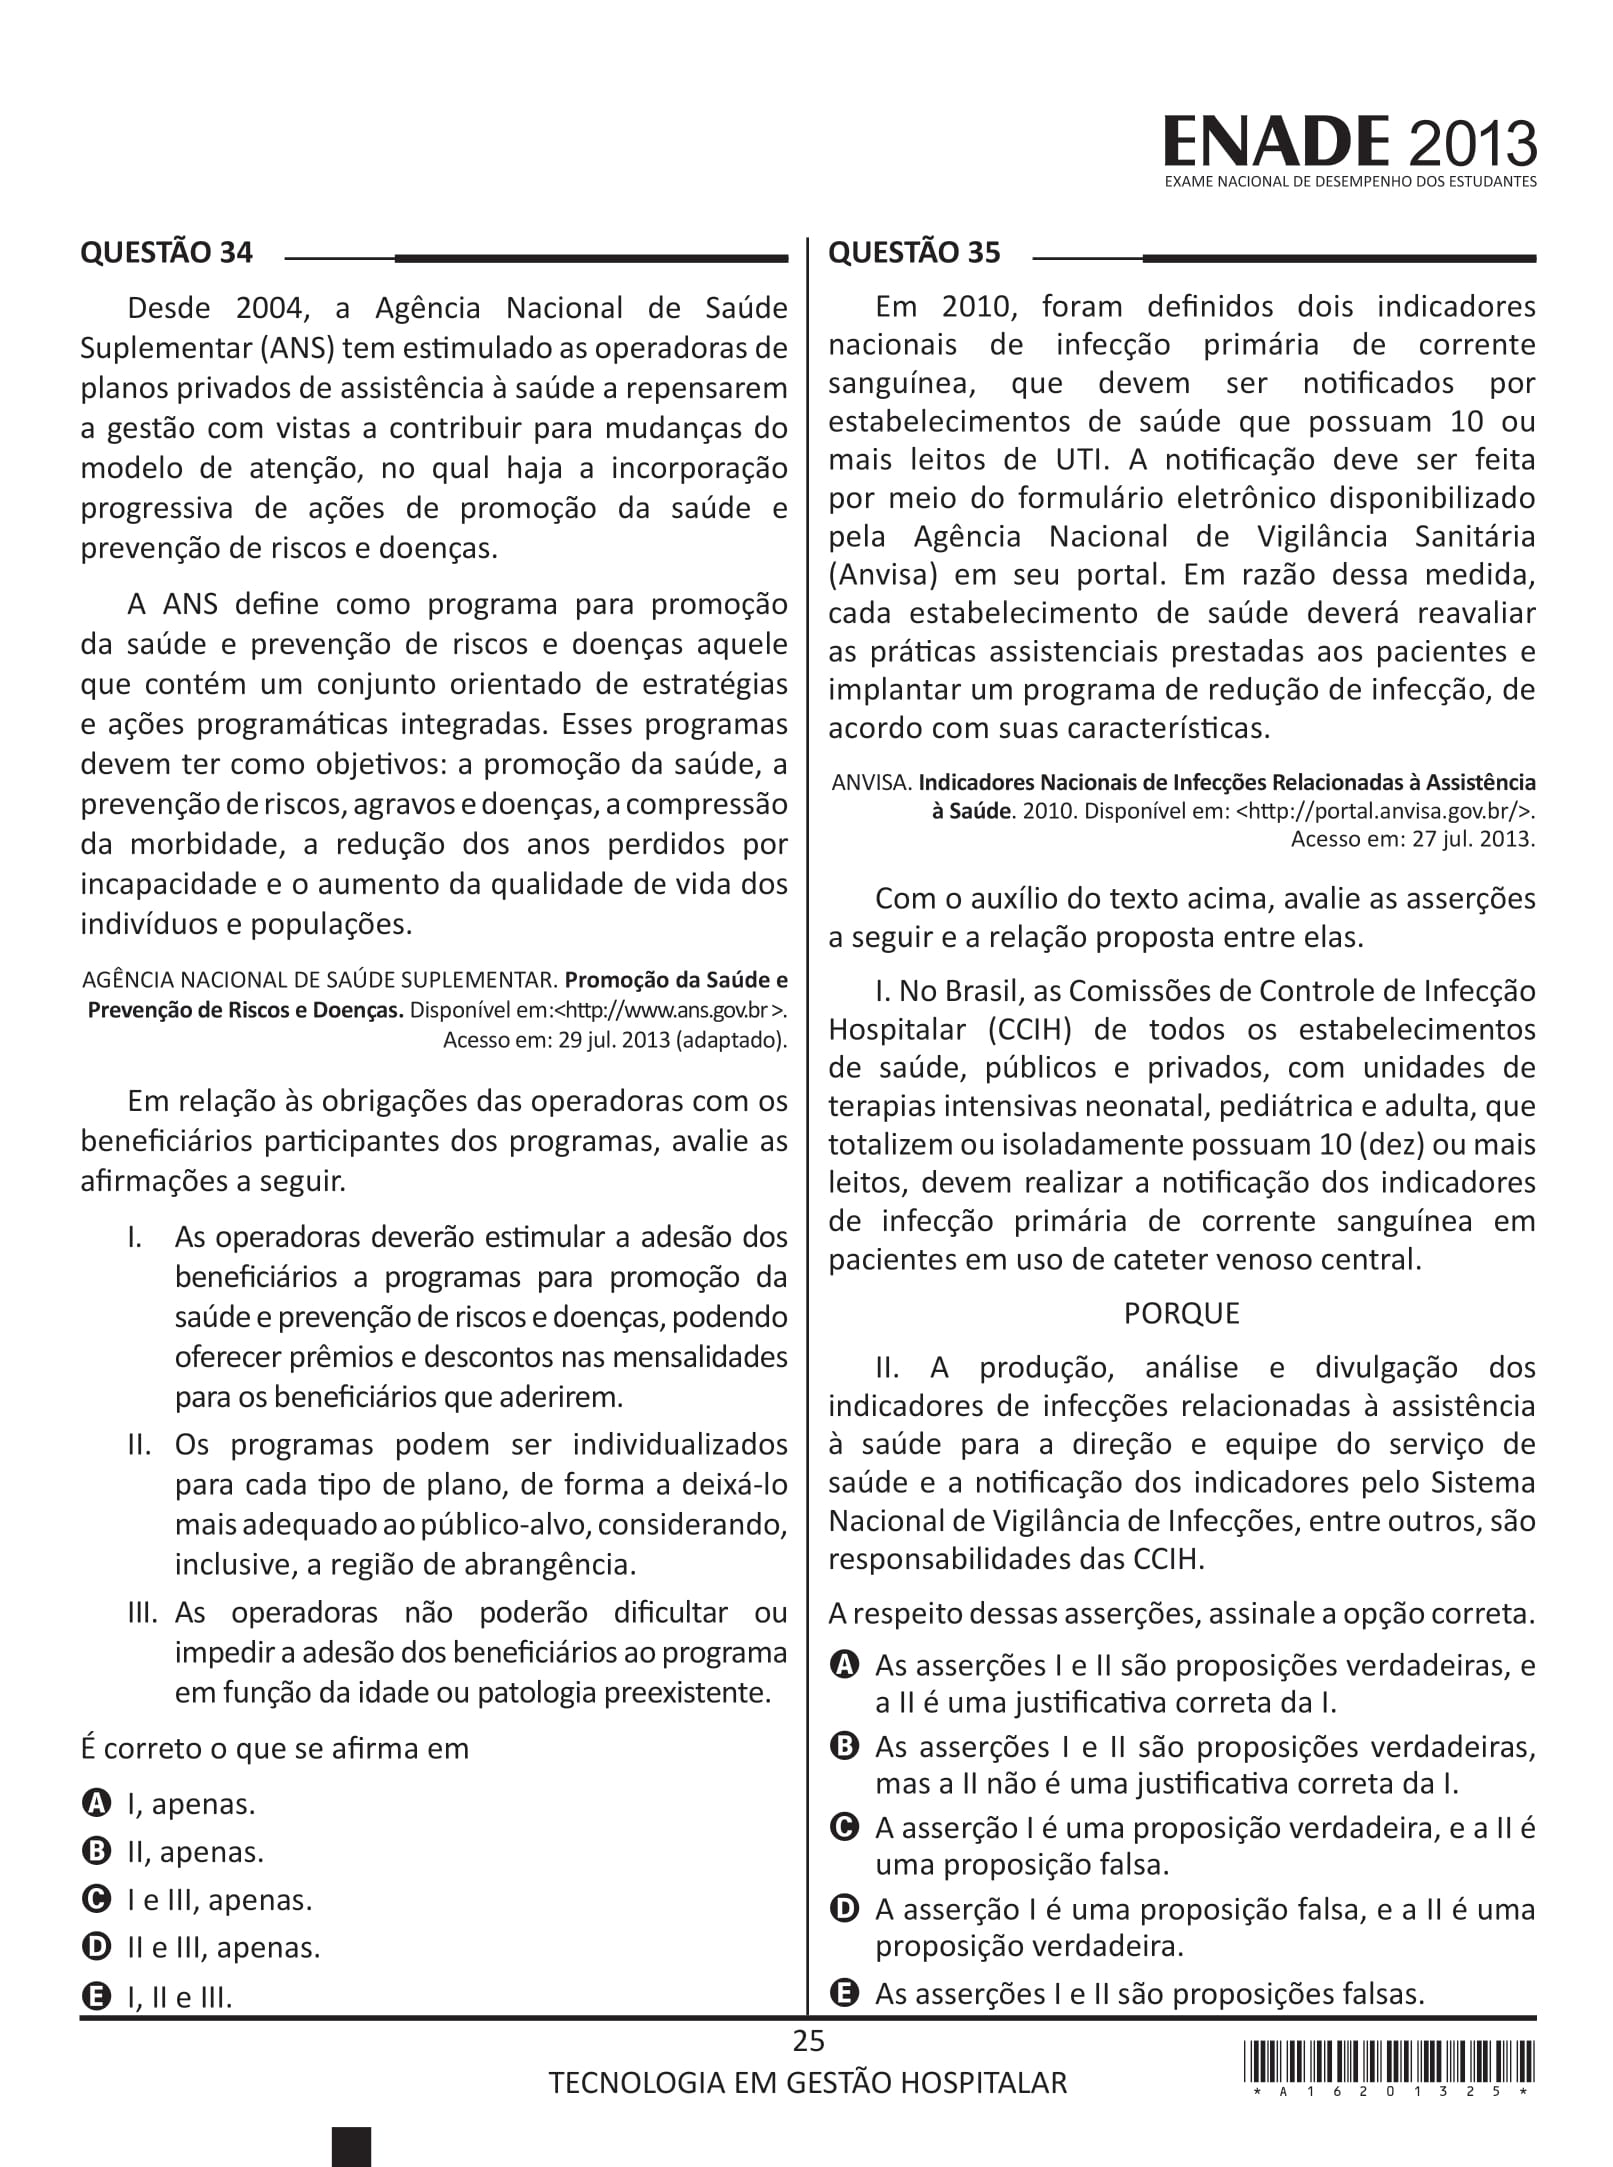 ENADE 2013
EXAME NACIONAL DE DESEMPENHO DOS ESTUDANTES
QUESTÃO 34
Desde 2004, a Agência Nacional de Saúde
Suplementar (ANS) tem estimulado as operadoras de
planos privados de assistência à saúde a repensarem
a gestão com vistas a contribuir para mudanças do
modelo de atenção, no qual haja a incorporação
progressiva de ações de promoção da saúde e
prevenção de riscos e doenças.
A ANS define como programa para promoção
da saúde e prevenção de riscos e doenças aquele
que contém um conjunto orientado de estratégias
e ações programáticas integradas. Esses programas
devem ter como objetivos: a promoção da saúde, a
prevenção de riscos, agravos e doenças, a compressão
da morbidade, a redução dos anos perdidos por
incapacidade e o aumento da qualidade de vida dos
indivíduos e populações.
AGÊNCIA NACIONAL DE SAÚDE SUPLEMENTAR. Promoção da Saúde e
Prevenção de Riscos e Doenças. Disponível em:<http://www.ans.gov.br >.
Acesso em: 29 jul. 2013 (adaptado).
Em relação às obrigações das operadoras com os
beneficiários participantes dos programas, avalie as
afirmações a seguir.
I. As operadoras deverão estimular a adesão dos
beneficiários a programas para promoção da
saúde e prevenção de riscos e doenças, podendo
oferecer prêmios e descontos nas mensalidades
para os beneficiários que aderirem.
II. Os programas podem ser individualizados
para cada tipo de plano, de forma a deixá-lo
mais adequado ao público-alvo, considerando,
inclusive, a região de abrangência.
III. As operadoras não poderão dificultar ou
impedir a adesão dos beneficiários ao programa
em função da idade ou patologia preexistente.
É correto o que se afirma em
A I, apenas.
B II, apenas.
C I e III, apenas.
D II e III, apenas.
E I, II e III.
QUESTÃO 35
Em 2010, foram definidos dois indicadores
nacionais de infecção primária de corrente
sanguínea, que devem ser notificados por
estabelecimentos de saúde que possuam 10 ou
mais leitos de UTI. A notificação deve ser feita
por meio do formulário eletrônico disponibilizado
pela Agência Nacional de Vigilância Sanitária
(Anvisa) em seu portal. Em razão dessa medida,
cada estabelecimento de saúde deverá reavaliar
as práticas assistenciais prestadas aos pacientes e
implantar um programa de redução de infecção, de
acordo com suas características.
ANVISA. Indicadores Nacionais de Infecções Relacionadas à Assistência
à Saúde. 2010. Disponível em: <http://portal.anvisa.gov.br/>.
Acesso em: 27 jul. 2013.
Com o auxílio do texto acima, avalie as asserções
a seguir e a relação proposta entre elas.
I. No Brasil, as Comissões de Controle de Infecção
Hospitalar (CCIH) de todos os estabelecimentos
de saúde, públicos e privados, com unidades de
terapias intensivas neonatal, pediátrica e adulta, que
totalizem ou isoladamente possuam 10 (dez) ou mais
leitos, devem realizar a notificação dos indicadores
de infecção primária de corrente sanguínea em
pacientes em uso de cateter venoso central.
PORQUE
II. A produção, análise e divulgação dos
indicadores de infecções relacionadas à assistência
à saúde para a direção e equipe do serviço de
saúde e a notificação dos indicadores pelo Sistema
Nacional de Vigilância de Infecções, entre outros, são
responsabilidades das CCIH.
A respeito dessas asserções, assinale a opção correta.
A As asserções I e II são proposições verdadeiras, e
a II é uma justificativa correta da I.
B As asserções I e II são proposições verdadeiras,
mas a II não é uma justificativa correta da I.
C A asserção I é uma proposição verdadeira, e a II é
uma proposição falsa.
D A asserção I é uma proposição falsa, e a II é uma
proposição verdadeira.
E As asserções I e II são proposições falsas.
25
TECNOLOGIA EM GESTÃO HOSPITALAR
*A16201325*